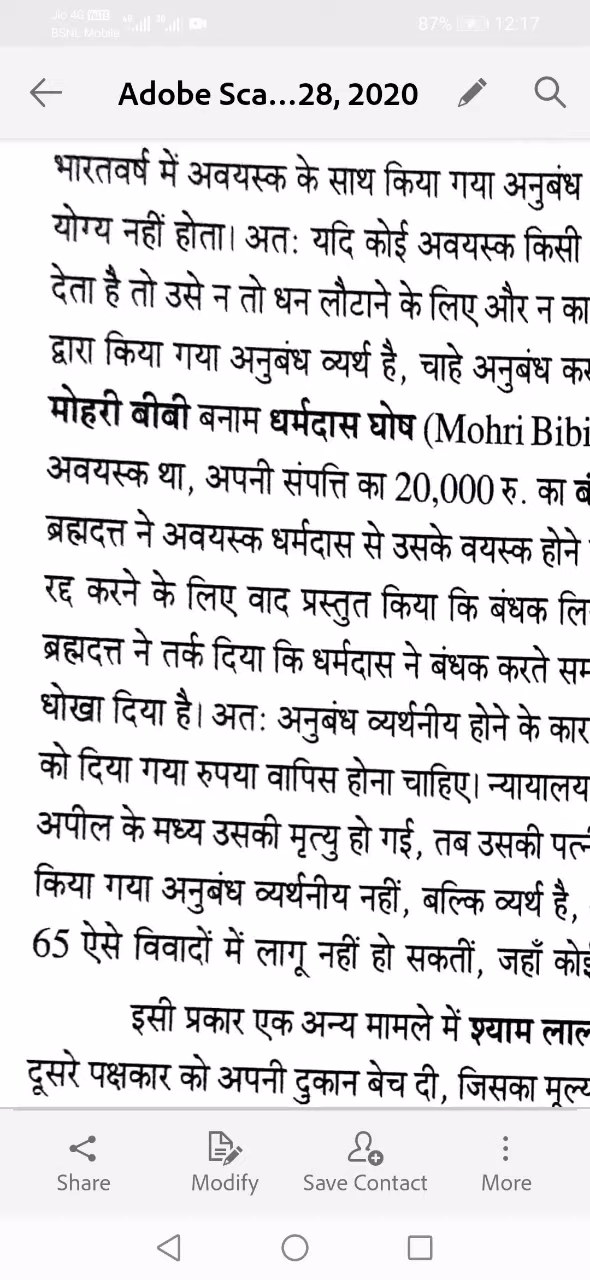 Jio 4G VoLTE
BSNL Mobile
87% 12:17
Adobe Sca...28, 2020
भारतवर्ष में अवयस्क के साथ किया गया अनुबंध
योग्य नहीं होता। अतः यदि कोई अवयस्क किसी
देता है तो उसे न तो धन लौटाने के लिए और न का
द्वारा किया गया अनुबंध व्यर्थ है, चाहे अनुबंध कर
मोहरी बीबी बनाम धर्मदास घोष (Mohri Bibi
अवयस्क था, अपनी संपत्ति का 20,000 रु. का
ब्रह्मदत्त ने अवयस्क धर्मदास से उसके वयस्क होने
रद्द करने के लिए वाद प्रस्तुत किया कि बंधक लि
ब्रह्मदत्त ने तर्क दिया कि धर्मदास ने बंधक करते सम
धोखा दिया है। अतः अनुबंध व्यर्थनीय होने के कार
को दिया गया रुपया वापिस होना चाहिए। न्यायालय
अपील के मध्य उसकी मृत्यु हो गई, तब उसकी पत्न
किया गया अनुबंध व्यर्थनीय नहीं, बल्कि व्यर्थ है,
65 ऐसे विवादों में लागू नहीं हो सकतीं, जहाँ कोई
इसी प्रकार एक अन्य मामले में श्याम लाल
दूसरे पक्षकार को अपनी दुकान बेच दी, जिसका मूल्य
Share Modify Save Contact More